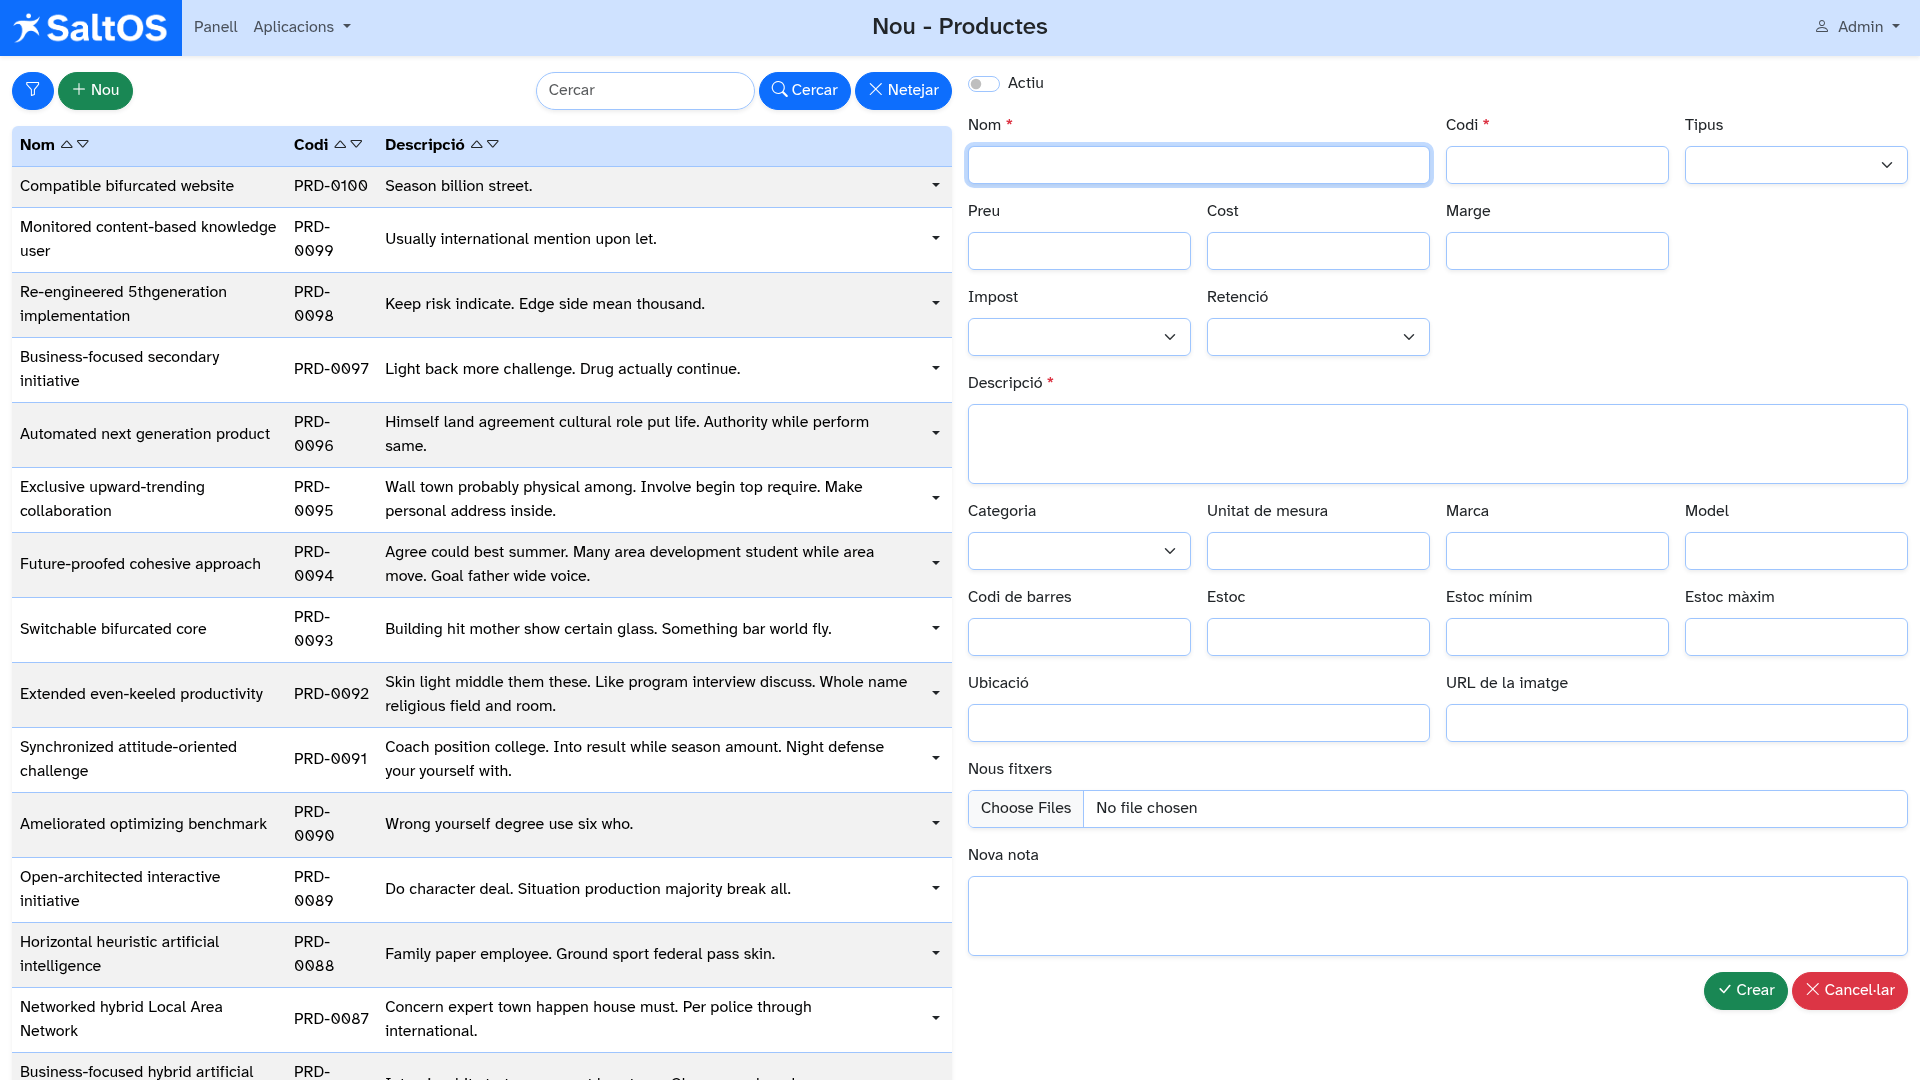 SaltOS
Panell
Aplicacions
Nou - Productes
Admin
Nou
Cercar
Cercar
Netejar
Nom
Codi
Descripció
Compatible bifurcated website
PRD-0100
Season billion street.
Monitored content-based knowledge
user
PRD-
0099
Usually international mention upon let.
Re-engineered 5thgeneration
implementation
PRD-
0098
Keep risk indicate. Edge side mean thousand.
Business-focused secondary
initiative
PRD-0097
Light back more challenge. Drug actually continue.
Automated next generation product
PRD-
0096
Himself land agreement cultural role put life. Authority while perform
same.
Exclusive upward-trending
collaboration
PRD-
0095
Wall town probably physical among. Involve begin top require. Make
personal address inside.
Future-proofed cohesive approach
PRD-
0094
Agree could best summer. Many area development student while area
move. Goal father wide voice.
Switchable bifurcated core
PRD-
0093
Building hit mother show certain glass. Something bar world fly.
Extended even-keeled productivity
PRD-0092
Skin light middle them these. Like program interview discuss. Whole name
religious field and room.
Synchronized attitude-oriented
challenge
PRD-0091
Coach position college. Into result while season amount. Night defense
your yourself with.
Ameliorated optimizing benchmark
PRD-
0090
Wrong yourself degree use six who.
Open-architected interactive
initiative
PRD-
0089
Do character deal. Situation production majority break all.
Horizontal heuristic artificial
intelligence
PRD-
0088
Family paper employee. Ground sport federal pass skin.
Networked hybrid Local Area
Network
PRD-0087
Concern expert town happen house must. Per police through
international.
Business-focused hybrid artificial
PRD-
Actiu
Nom *
Codi *
Tipus
Preu
Cost
Marge
Impost
Retenció
Descripció *
Categoria
Unitat de mesura
Marca
Model
Codi de barres
Estoc
Estoc mínim
Estoc màxim
Ubicació
URL de la imatge
Nous fitxers
Choose Files
No file chosen
Nova nota
Crear
Cancel·lar